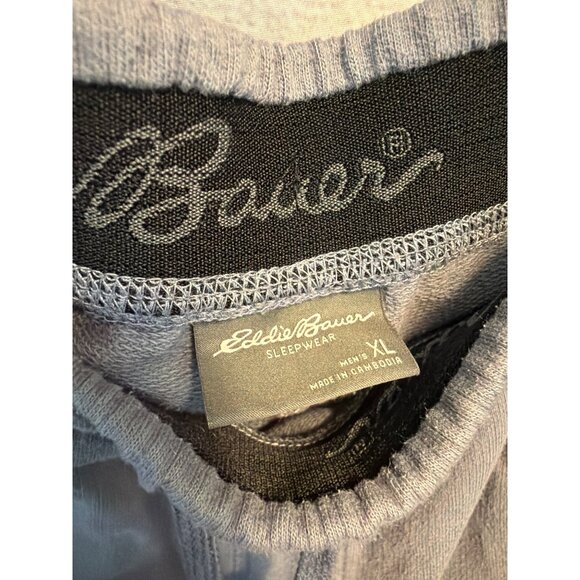 Bauer®
Eddie Bauer
SLEEPWEAR
MEN'S XL
MADE IN CAMBODIA